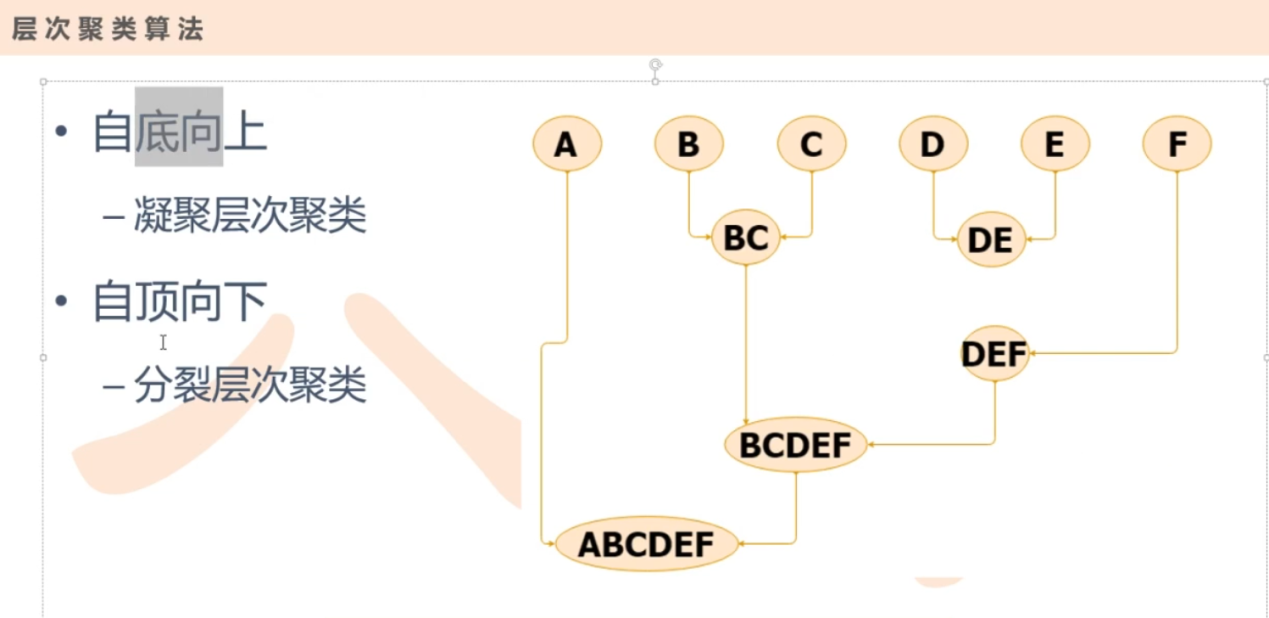 层次聚类算法
• 自底向上
– 凝聚层次聚类
• 自顶向下
– 分裂层次聚类
A B C D E F
BC DE
DEF
BCDEF
ABCDEF